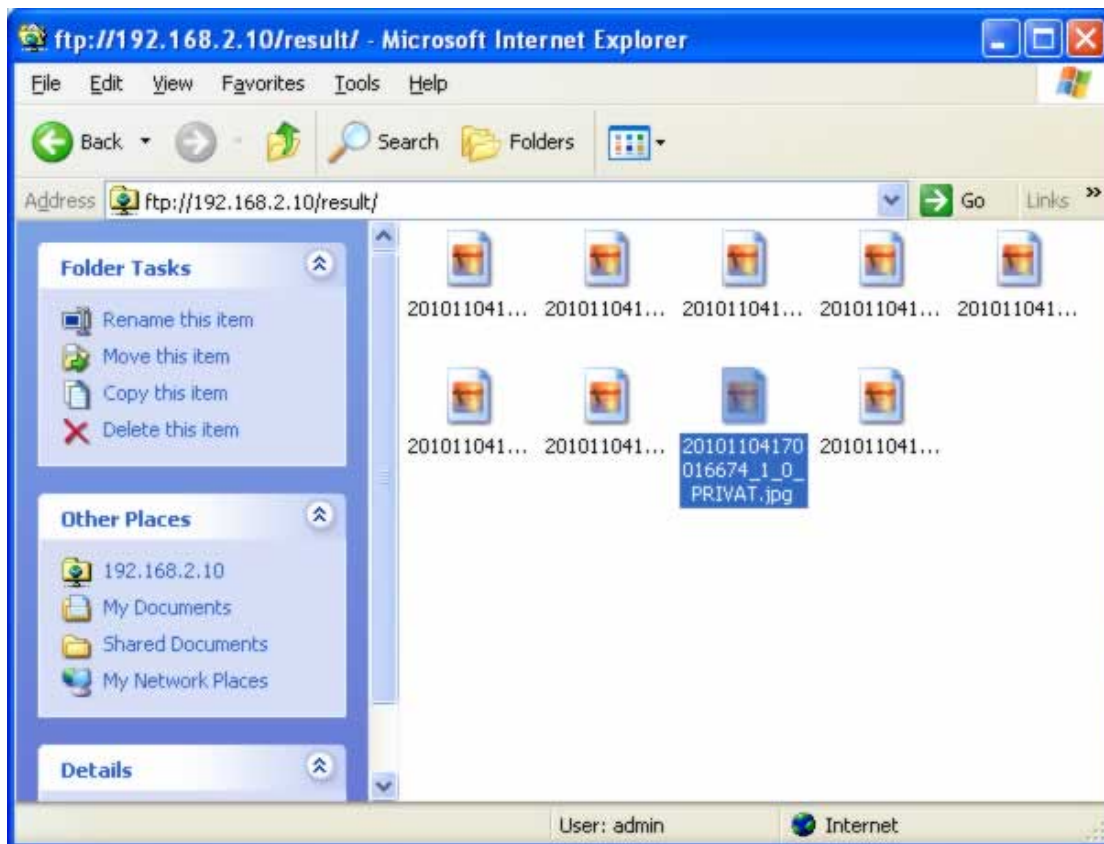 ftp://192.168.2.10/result/ - Microsoft Internet Explorer
File Edit View Favorites Tools Help
Back Search Folders
Address ftp://192.168.2.10/result/ Go Links »
Folder Tasks
Rename this item
Move this item
Copy this item
Delete this item
Other Places
192.168.2.10
My Documents
Shared Documents
My Network Places
Details
201011041... 201011041... 201011041... 201011041... 201011041...
201011041... 201011041... 20101104170 201011041...
016674_1_0_
PRIVAT.jpg
User: admin Internet